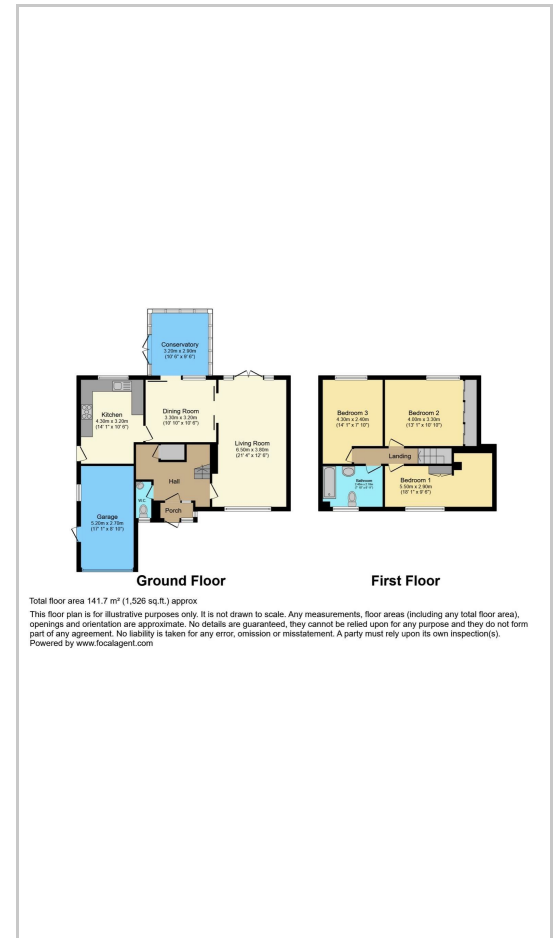 Conservatory
3.20m x 2.90m
(10' 6" x 9' 6")
Kitchen
4.30m x 3.20m
(14' 1" x 10' 6")
Dining Room
3.30m x 3.20m
(10' 10" x 10' 6")
Living Room
6.50m x 3.80m
(21' 4" x 12' 6")
Hall
W.C.
Porch
Garage
5.20m x 2.70m
(17' 1" x 8' 10")
Ground Floor
Bedroom 3
4.30m x 2.40m
(14' 1" x 7' 10")
Bedroom 2
4.00m x 3.30m
(13' 1" x 10' 10")
Landing
Bathroom
Bedroom 1
5.50m x 2.90m
(18' 1" x 9' 6")
First Floor
Total floor area 141.7 m² (1,526 sq.ft.) approx
This floor plan is for illustrative purposes only. It is not drawn to scale. Any measurements, floor areas (including any total floor area),
openings and orientation are approximate. No details are guaranteed, they cannot be relied upon for any purpose and they do not form
part of any agreement. No liability is taken for any error, omission or misstatement. A party must rely upon its own inspection(s).
Powered by www.focalagent.com